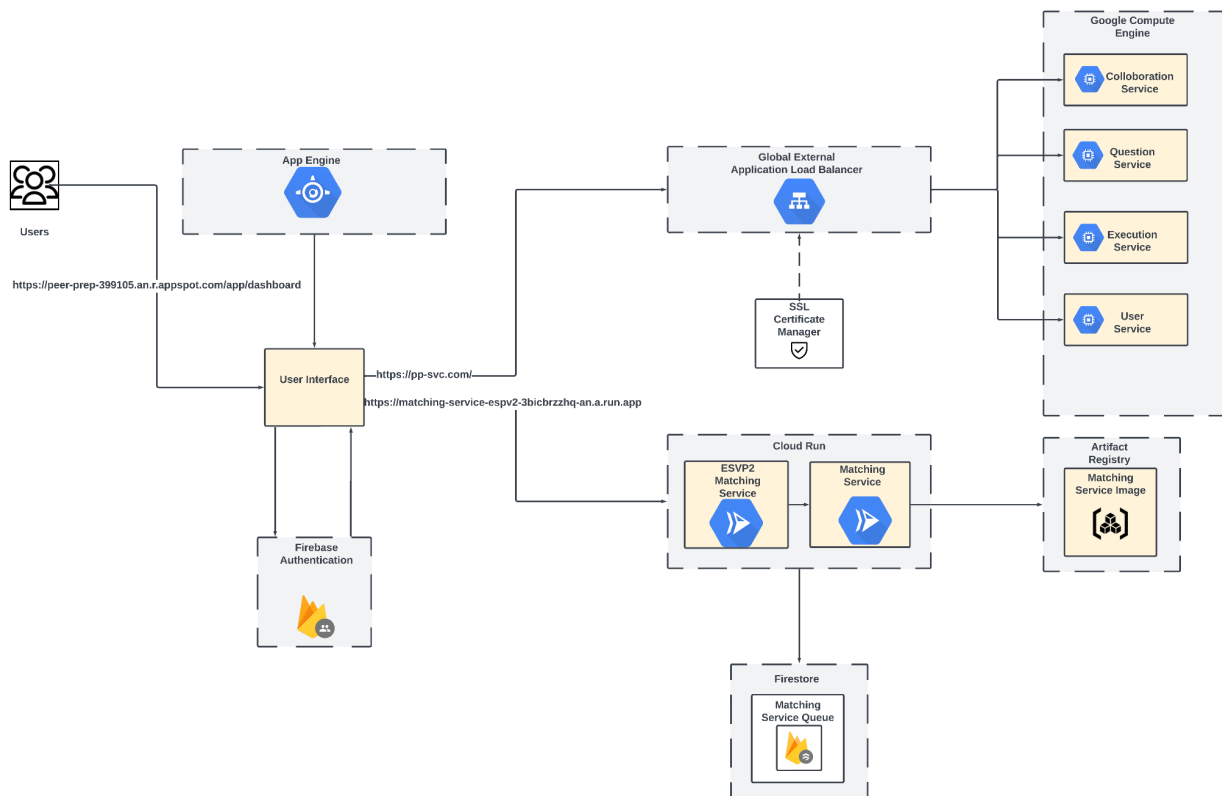 Google Compute
Engine
Colloboration
Service
Question
Service
Execution
Service
User
Service
App Engine
Global External
Application Load Balancer
Users
https://peer-prep-399105.an.r.appspot.com/app/dashboard
SSL
Certificate
Manager
User Interface
https://pp-svc.com/
https://matching-service-espv2-3bicbrzzhq-an.a.run.app
Cloud Run
ESVP2
Matching
Service
Matching
Service
Artifact
Registry
Matching
Service Image
Firebase
Authentication
Firestore
Matching
Service Queue